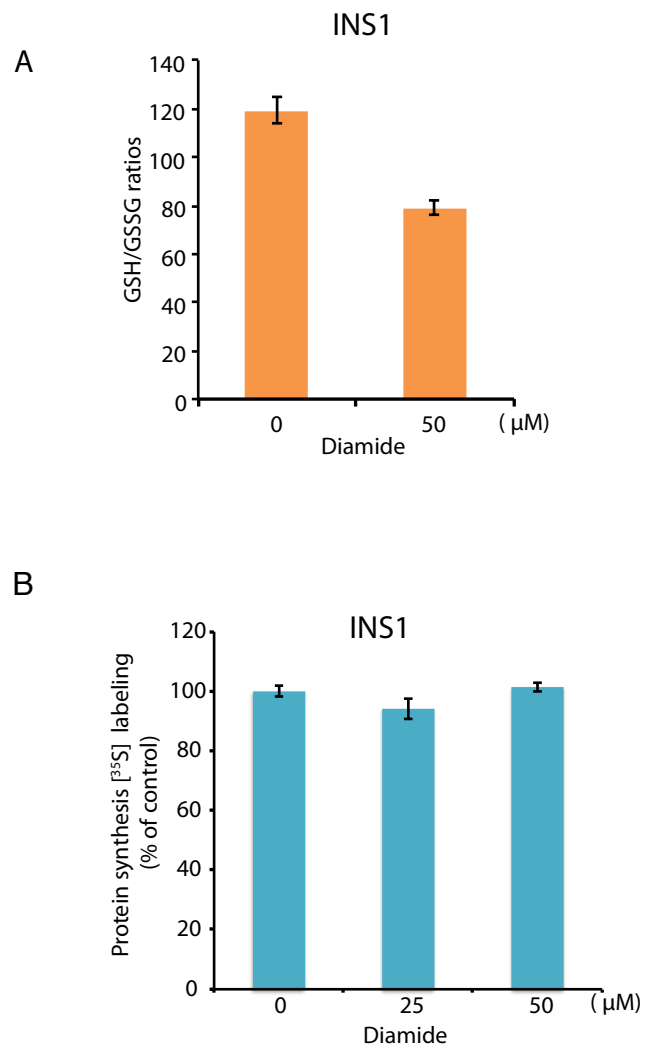 INS1
A
GSH/GSSG ratios
140
120
100
80
60
40
20
0
0 50 ( μM)
Diamide
B
INS1
Protein synthesis [³⁵S] labeling
(% of control)
120
100
80
60
40
20
0
0 25 50 ( μM)
Diamide